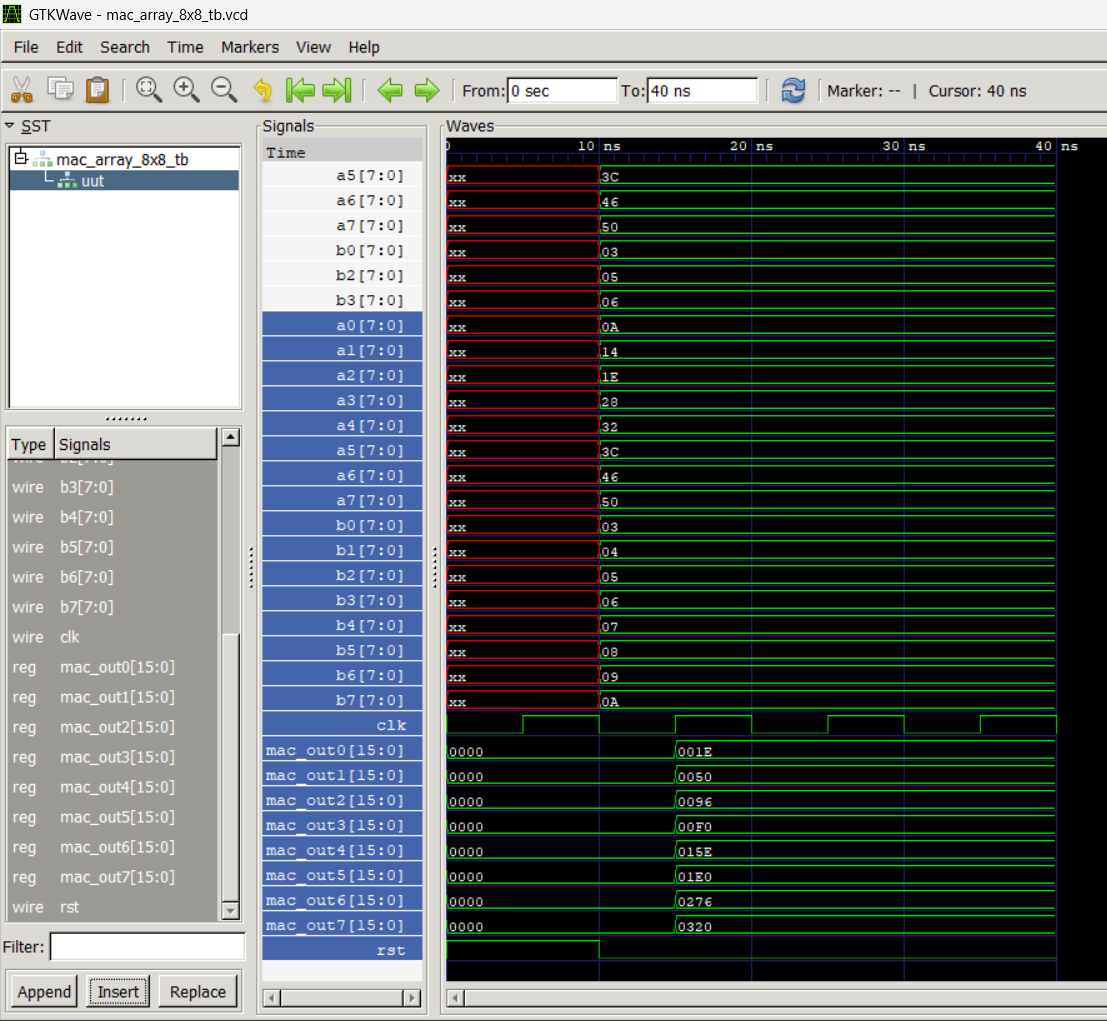 GTKWave - mac_array_8x8_tb.vcd
File Edit Search Time Markers View Help
From: 0 sec To: 40 ns Marker: -- | Cursor: 40 ns
SST
mac_array_8x8_tb
uut
Type Signals
wire b2[7:0]
wire b3[7:0]
wire b4[7:0]
wire b5[7:0]
wire b6[7:0]
wire b7[7:0]
wire clk
reg mac_out0[15:0]
reg mac_out1[15:0]
reg mac_out2[15:0]
reg mac_out3[15:0]
reg mac_out4[15:0]
reg mac_out5[15:0]
reg mac_out6[15:0]
reg mac_out7[15:0]
wire rst
Filter:
Append Insert Replace
Signals Waves
Time 0 10 ns 20 ns 30 ns 40 ns
a5[7:0] xx 3C
a6[7:0] xx 46
a7[7:0] xx 50
b0[7:0] xx 03
b2[7:0] xx 05
b3[7:0] xx 06
a0[7:0] xx 0A
a1[7:0] xx 14
a2[7:0] xx 1E
a3[7:0] xx 28
a4[7:0] xx 32
a5[7:0] xx 3C
a6[7:0] xx 46
a7[7:0] xx 50
b0[7:0] xx 03
b1[7:0] xx 04
b2[7:0] xx 05
b3[7:0] xx 06
b4[7:0] xx 07
b5[7:0] xx 08
b6[7:0] xx 09
b7[7:0] xx 0A
clk
mac_out0[15:0] 0000 001E
mac_out1[15:0] 0000 0050
mac_out2[15:0] 0000 0096
mac_out3[15:0] 0000 00F0
mac_out4[15:0] 0000 015E
mac_out5[15:0] 0000 01E0
mac_out6[15:0] 0000 0276
mac_out7[15:0] 0000 0320
rst